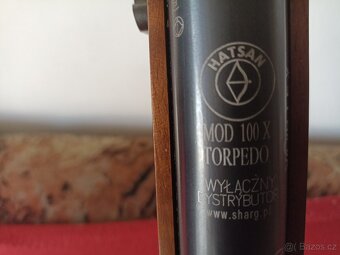 HATSAN
MOD 100 X
TORPEDO
WYŁĄCZNY
DYSTRYBUTOR
www.sharg.pl
Bazos.cz